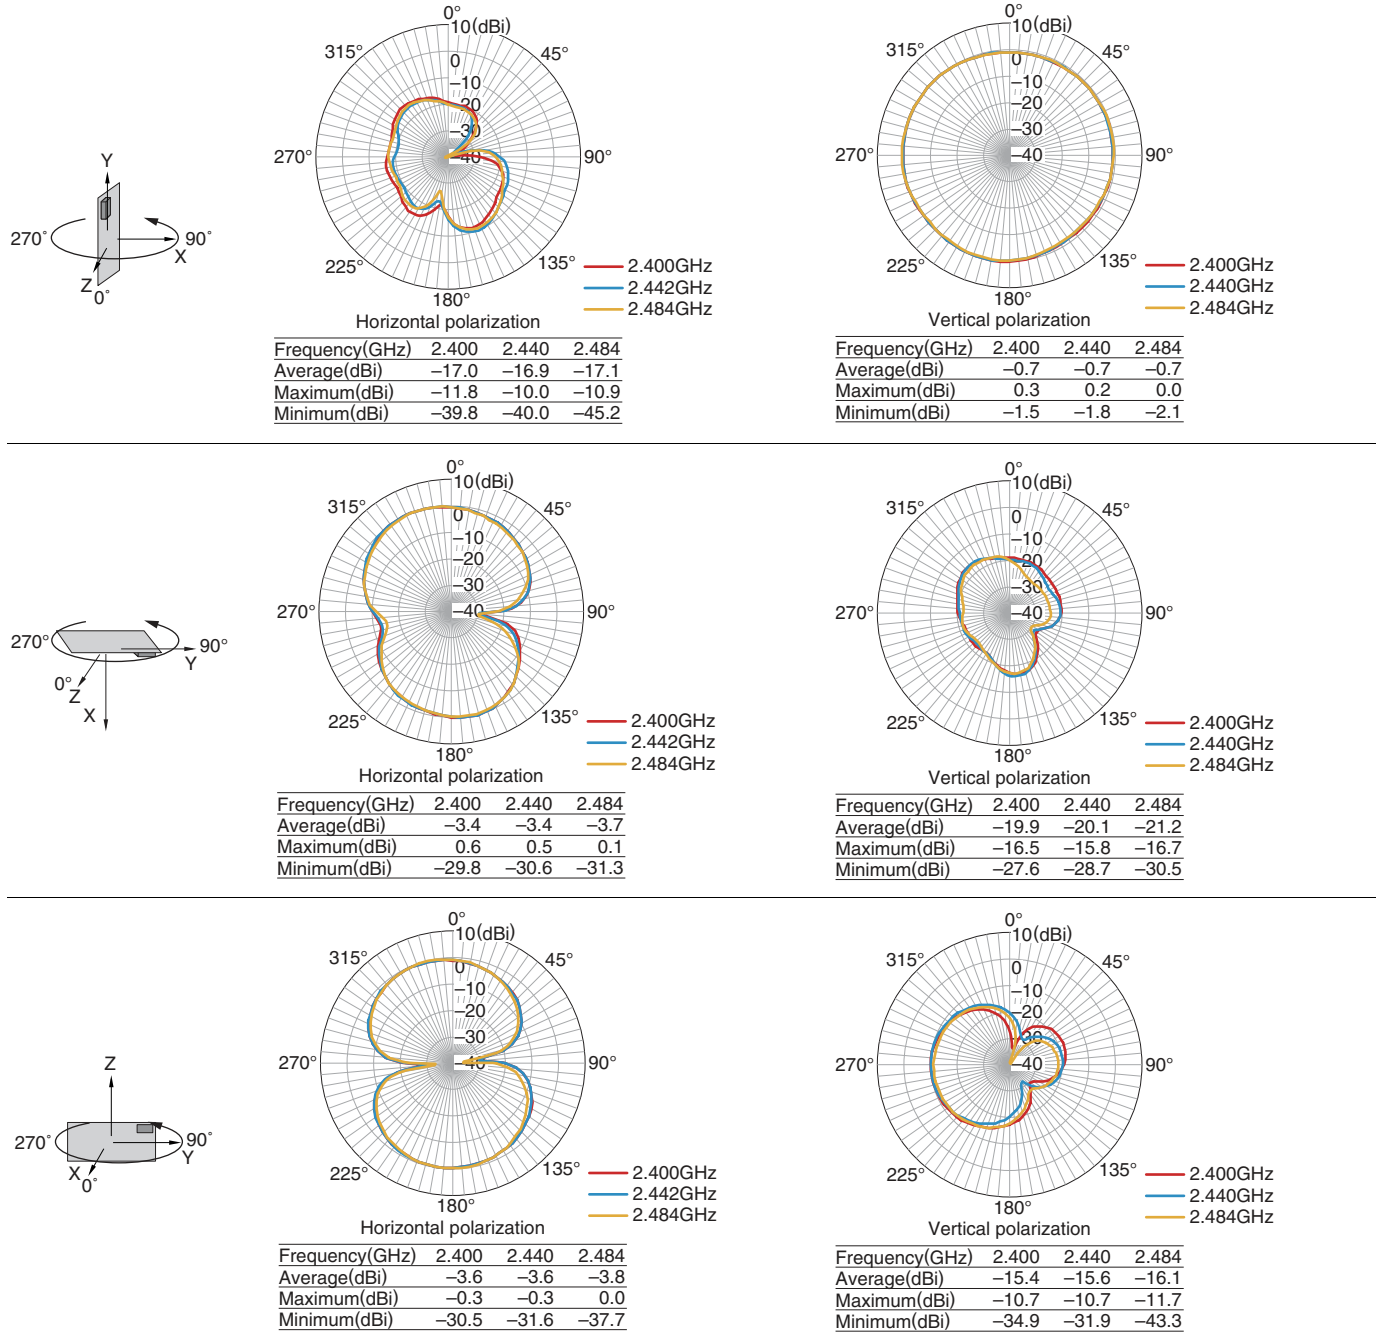 Y
270°
90°
X
Z
0°
0°
10(dBi)
315°
45°
0
–10
–20
–30
–40
270°
90°
225°
135°
180°
2.400GHz
2.442GHz
2.484GHz
Horizontal polarization
Frequency(GHz) 2.400 2.440 2.484
Average(dBi) –17.0 –16.9 –17.1
Maximum(dBi) –11.8 –10.0 –10.9
Minimum(dBi) –39.8 –40.0 –45.2
0°
10(dBi)
315°
45°
0
–10
–20
–30
–40
270°
90°
225°
135°
180°
2.400GHz
2.440GHz
2.484GHz
Vertical polarization
Frequency(GHz) 2.400 2.440 2.484
Average(dBi) –0.7 –0.7 –0.7
Maximum(dBi) 0.3 0.2 0.0
Minimum(dBi) –1.5 –1.8 –2.1
270°
90°
Y
0°
Z
X
0°
10(dBi)
315°
45°
0
–10
–20
–30
–40
270°
90°
225°
135°
180°
2.400GHz
2.442GHz
2.484GHz
Horizontal polarization
Frequency(GHz) 2.400 2.440 2.484
Average(dBi) –3.4 –3.4 –3.7
Maximum(dBi) 0.6 0.5 0.1
Minimum(dBi) –29.8 –30.6 –31.3
0°
10(dBi)
315°
45°
0
–10
–20
–30
–40
270°
90°
225°
135°
180°
2.400GHz
2.440GHz
2.484GHz
Vertical polarization
Frequency(GHz) 2.400 2.440 2.484
Average(dBi) –19.9 –20.1 –21.2
Maximum(dBi) –16.5 –15.8 –16.7
Minimum(dBi) –27.6 –28.7 –30.5
Z
270°
90°
Y
X
0°
0°
10(dBi)
315°
45°
0
–10
–20
–30
–40
270°
90°
225°
135°
180°
2.400GHz
2.442GHz
2.484GHz
Horizontal polarization
Frequency(GHz) 2.400 2.440 2.484
Average(dBi) –3.6 –3.6 –3.8
Maximum(dBi) –0.3 –0.3 0.0
Minimum(dBi) –30.5 –31.6 –37.7
0°
10(dBi)
315°
45°
0
–10
–20
–30
–40
270°
90°
225°
135°
180°
2.400GHz
2.440GHz
2.484GHz
Vertical polarization
Frequency(GHz) 2.400 2.440 2.484
Average(dBi) –15.4 –15.6 –16.1
Maximum(dBi) –10.7 –10.7 –11.7
Minimum(dBi) –34.9 –31.9 –43.3